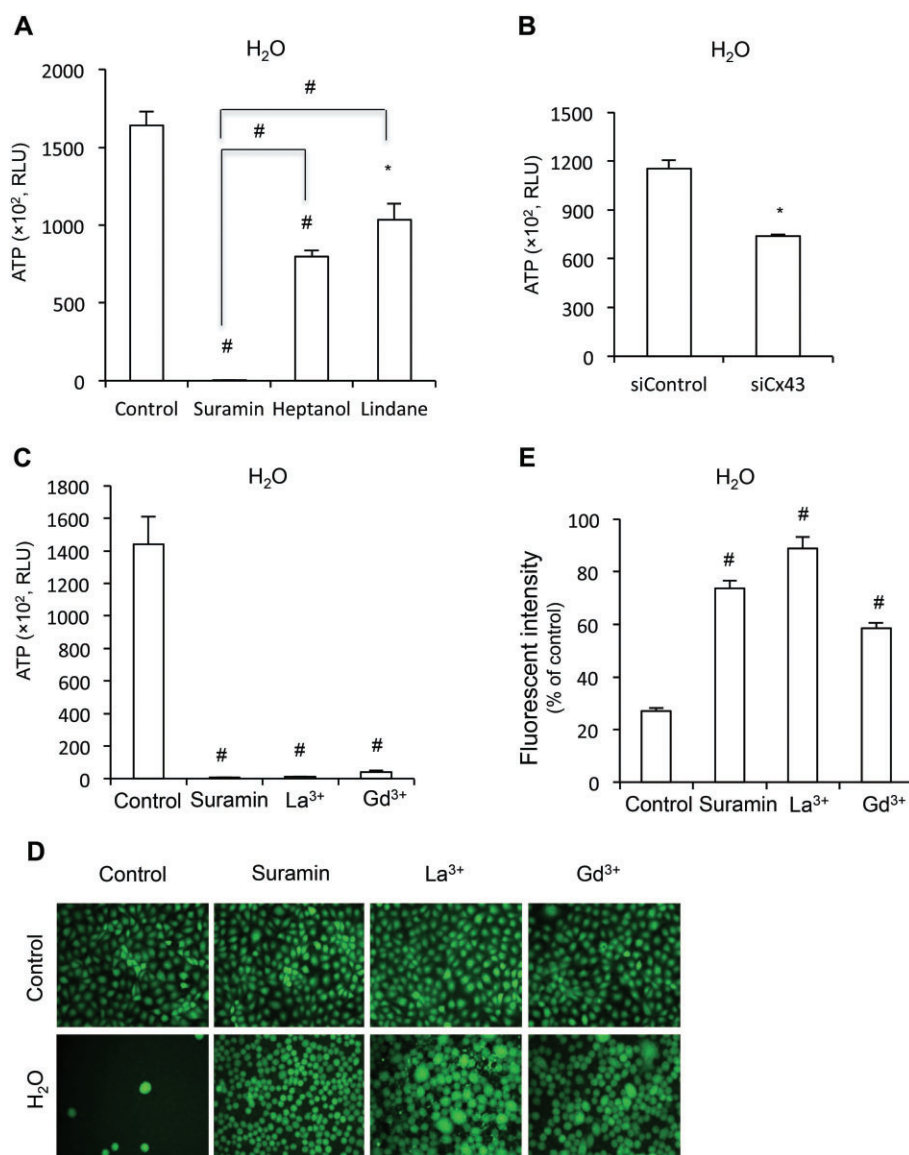 A
H₂O
2000
1500
1000
500
0
ATP (×10², RLU)
#
#
#
#
*
Control Suramin Heptanol Lindane
B
H₂O
1500
1200
900
600
300
0
ATP (×10², RLU)
*
siControl siCx43
C
H₂O
1800
1600
1400
1200
1000
800
600
400
200
0
ATP (×10², RLU)
# # #
Control Suramin La³⁺ Gd³⁺
E
H₂O
100
80
60
40
20
0
Fluorescent intensity
(% of control)
#
#
#
Control Suramin La³⁺ Gd³⁺
D
Control Suramin La³⁺ Gd³⁺
Control
H₂O